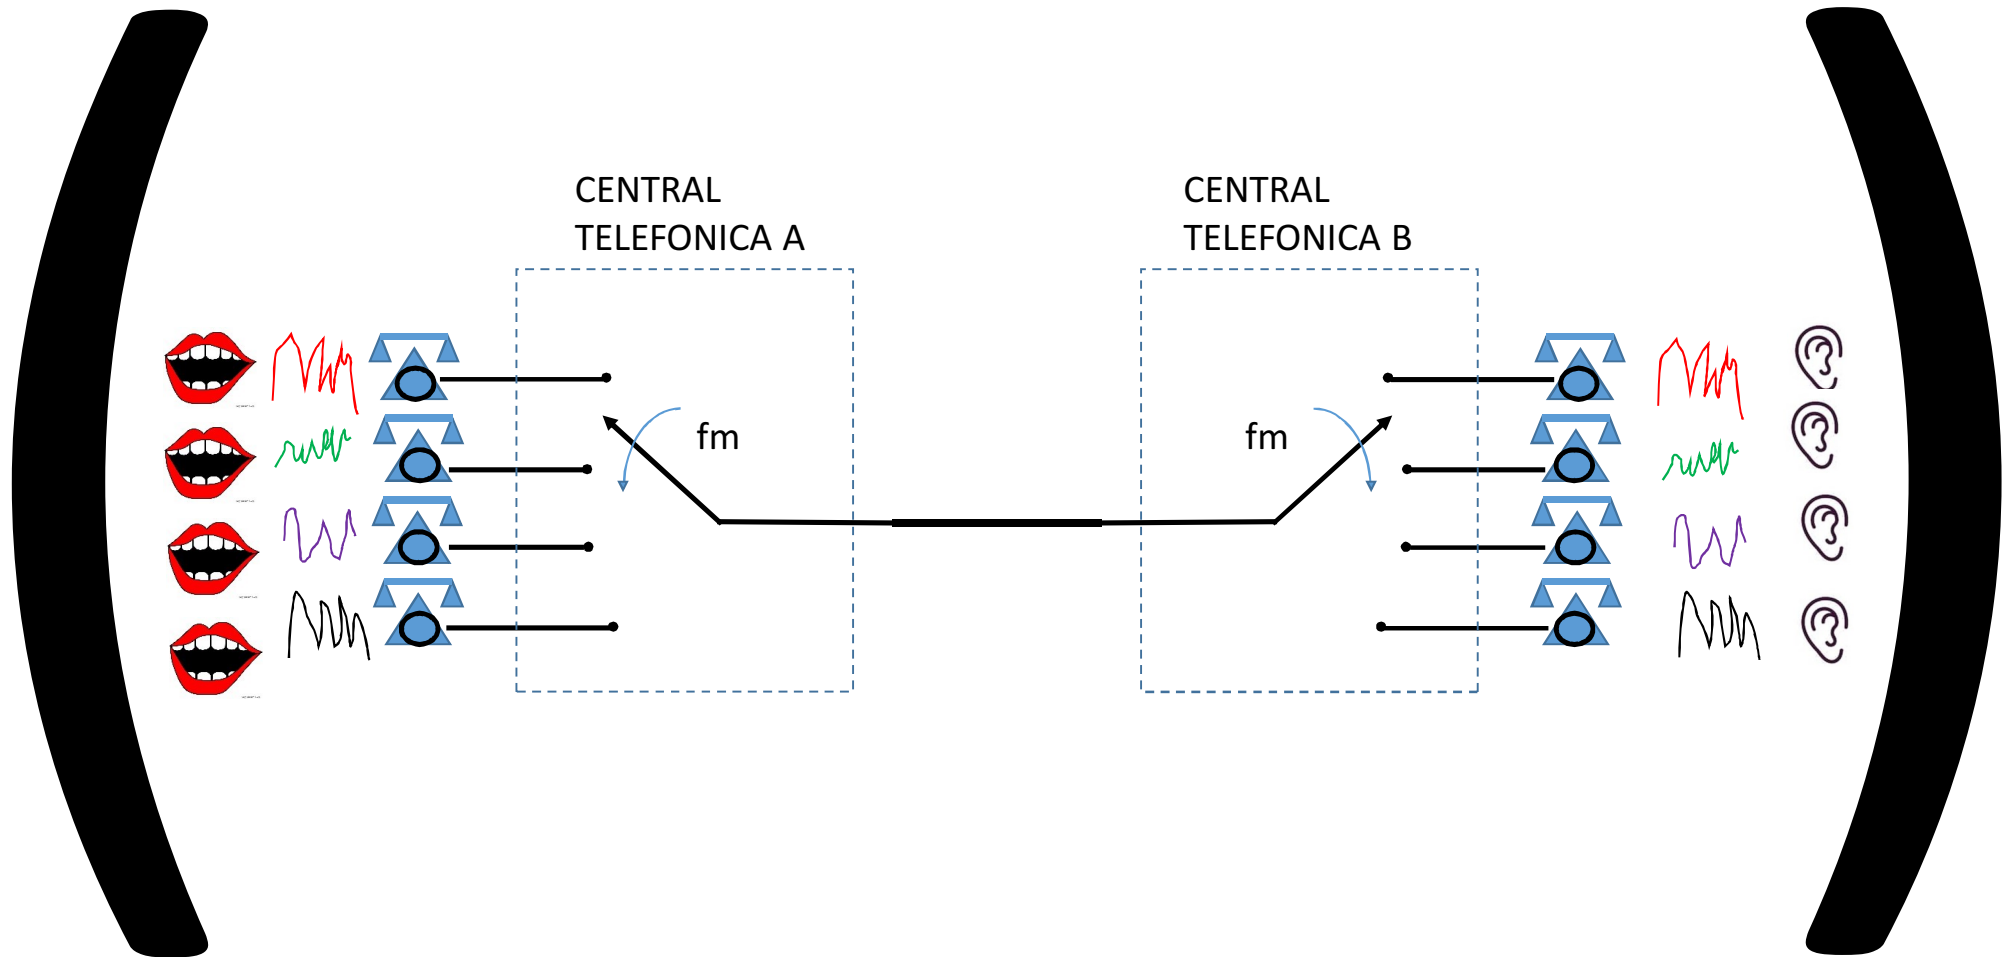 CENTRAL
TELEFONICA A
CENTRAL
TELEFONICA B
fm
fm